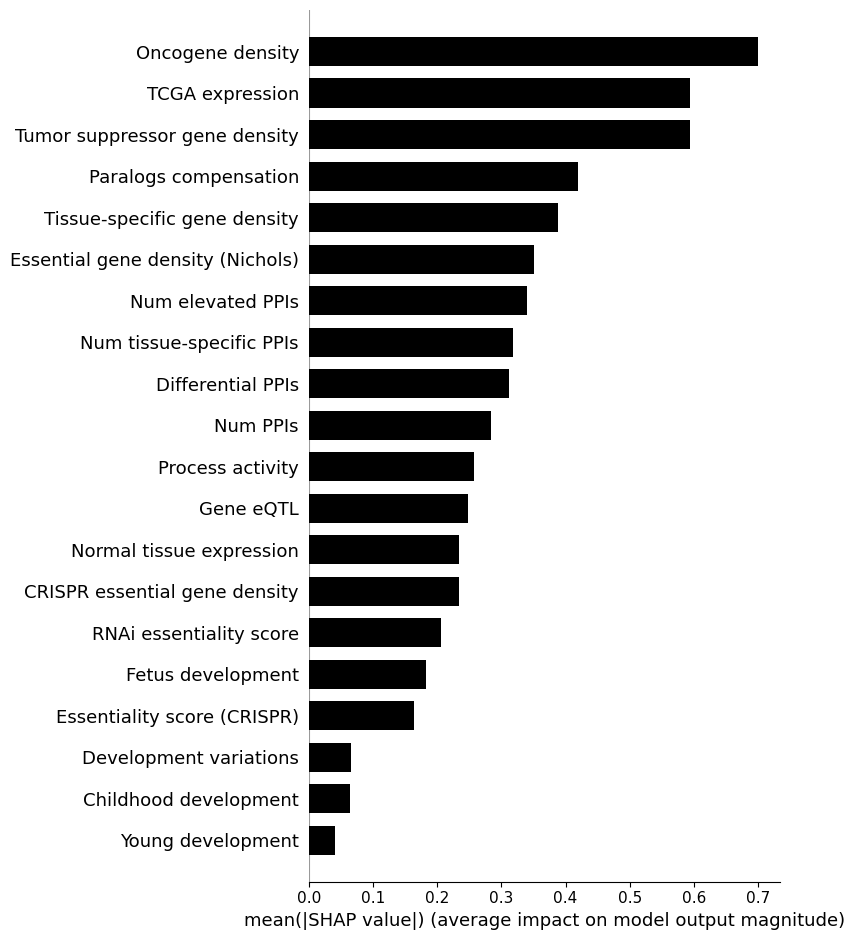 Oncogene density
TCGA expression
Tumor suppressor gene density
Paralogs compensation
Tissue-specific gene density
Essential gene density (Nichols)
Num elevated PPIs
Num tissue-specific PPIs
Differential PPIs
Num PPIs
Process activity
Gene eQTL
Normal tissue expression
CRISPR essential gene density
RNAi essentiality score
Fetus development
Essentiality score (CRISPR)
Development variations
Childhood development
Young development
0.0 0.1 0.2 0.3 0.4 0.5 0.6 0.7
mean(|SHAP value|) (average impact on model output magnitude)